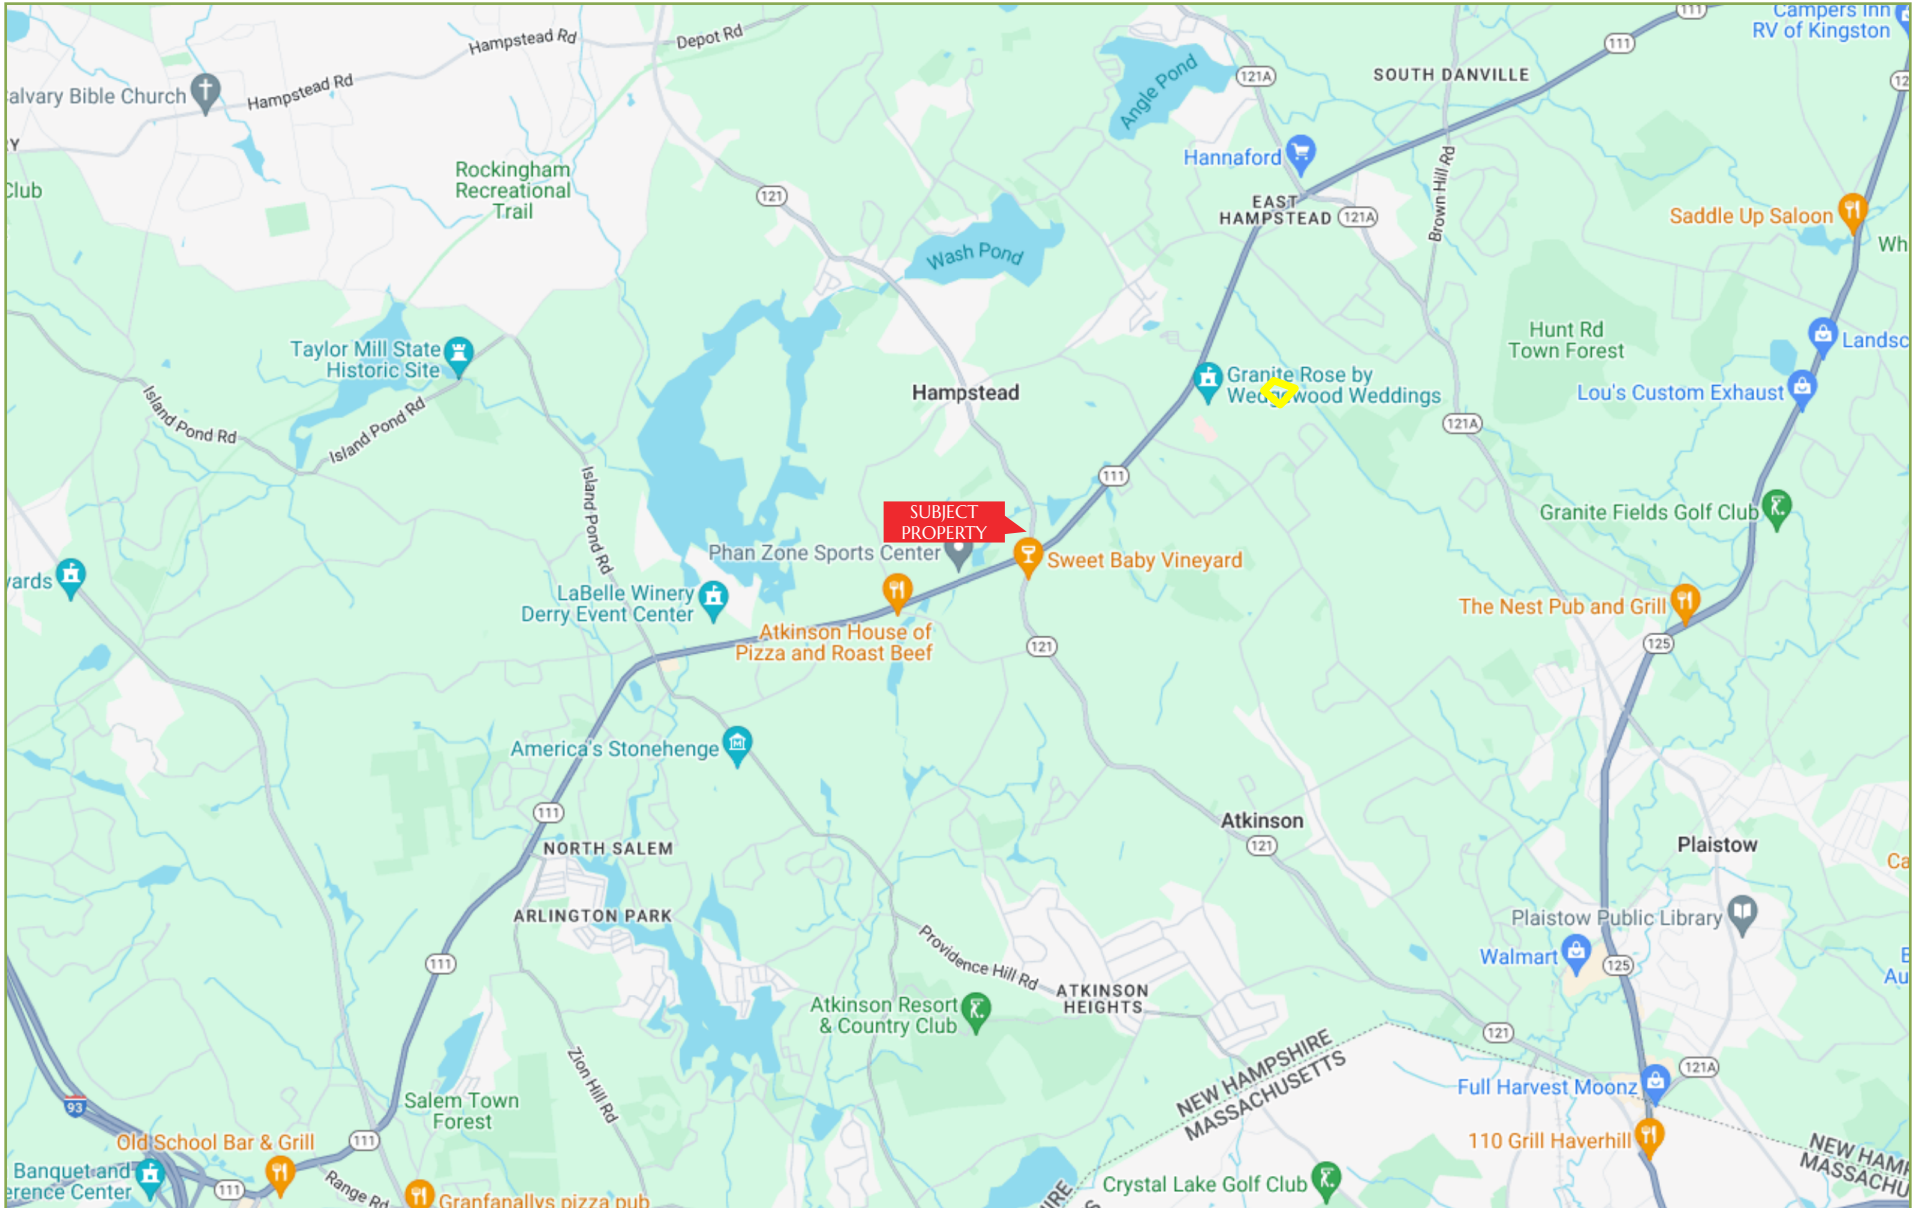 111
Campers Inn
RV of Kingston
Hampstead Rd
Depot Rd
111
121A
SOUTH DANVILLE
12
Calvary Bible Church
Hampstead Rd
Angle Pond
RY
Hannaford
Brown Hill Rd
Rockingham
Recreational
Trail
Club
121
EAST
HAMPSTEAD
121A
Saddle Up Saloon
Wh
Wash Pond
Taylor Mill State
Historic Site
Hunt Rd
Town Forest
Landsc
Granite Rose by
Wedgewood Weddings
Hampstead
Lou's Custom Exhaust
Island Pond Rd
Island Pond Rd
121A
111
Island Pond Rd
SUBJECT
PROPERTY
Granite Fields Golf Club
Phan Zone Sports Center
Sweet Baby Vineyard
yards
LaBelle Winery
Derry Event Center
The Nest Pub and Grill
Atkinson House of
Pizza and Roast Beef
121
125
America's Stonehenge
111
Atkinson
121
NORTH SALEM
Plaistow
Ca
ARLINGTON PARK
Plaistow Public Library
Providence Hill Rd
Walmart
125
E
Au
111
ATKINSON
HEIGHTS
Atkinson Resort
& Country Club
121
NEW HAMPSHIRE
MASSACHUSETTS
Zion Hill Rd
121A
Full Harvest Moonz
93
Salem Town
Forest
Old School Bar & Grill
111
110 Grill Haverhill
NEW HAM
MASSACHU
Banquet and
erence Center
111
Range Rd
Granfanallys pizza pub
Crystal Lake Golf Club
IRE
S